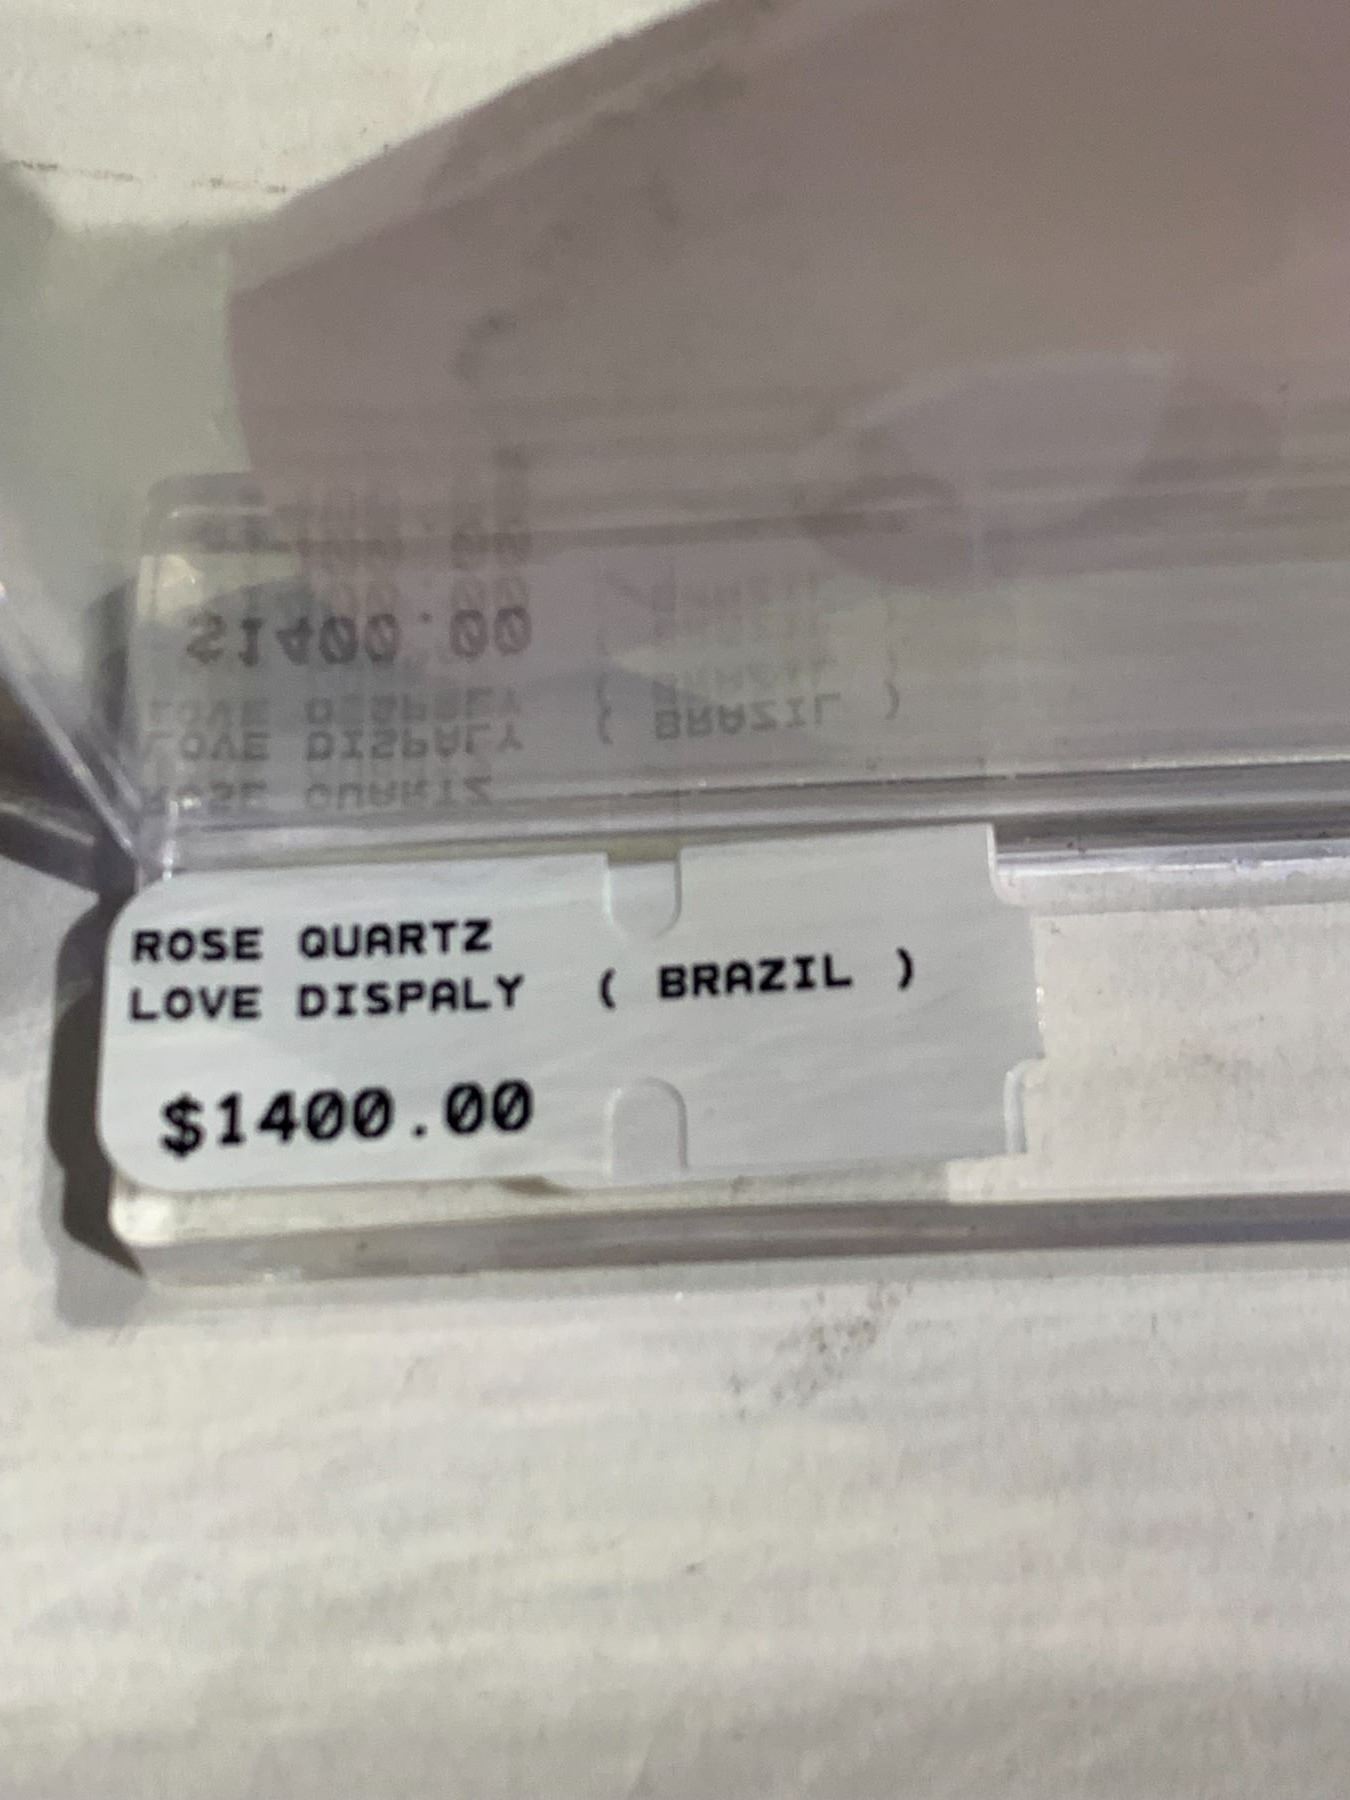 ROSE QUARTZ
LOVE DISPALY ( BRAZIL )
$1400.00